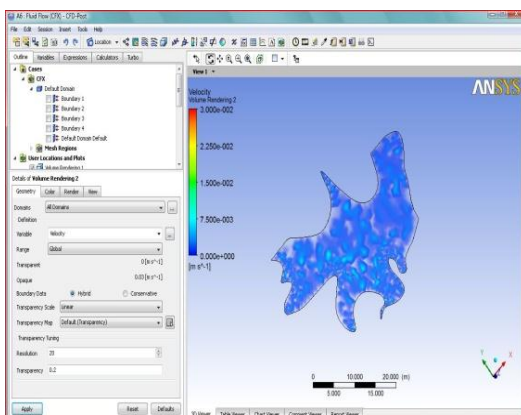 A6: Fluid Flow (CFX) - CFD-Post
File Edit Session Insert Tools Help
Location
Outline Variables Expressions Calculators Turbo
Cases
CFX
Default Domain
Boundary 1
Boundary 2
Boundary 3
Boundary 4
Default Domain Default
Mesh Regions
User Locations and Plots
Volume Rendering 1
Details of Volume Rendering 2
Geometry Color Render View
Domains All Domains
Definition
Variable Velocity
Range Global
Transparent 0 [m s^-1]
Opaque 0.03 [m s^-1]
Boundary Data Hybrid Conservative
Transparency Scale Linear
Transparency Map Default (Transparency)
Transparency Tuning
Resolution 20
Transparency 0.2
Apply Reset Defaults
View 1
Velocity
Volume Rendering 2
3.000e-002
2.250e-002
1.500e-002
7.500e-003
0.000e+000
[m s^-1]
ANSYS
0 10.000 20.000 (m)
5.000 15.000
Y X Z
3D Viewer Table Viewer Chart Viewer Comment Viewer Report Viewer